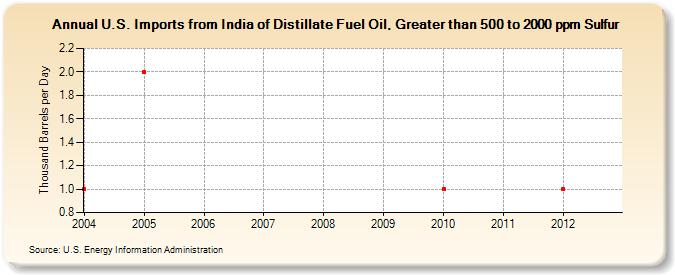 Annual U.S. Imports from India of Distillate Fuel Oil, Greater than 500 to 2000 ppm Sulfur
Thousand Barrels per Day
2.2
2.0
1.8
1.6
1.4
1.2
1.0
0.8
2004 2005 2006 2007 2008 2009 2010 2011 2012
Source: U.S. Energy Information Administration